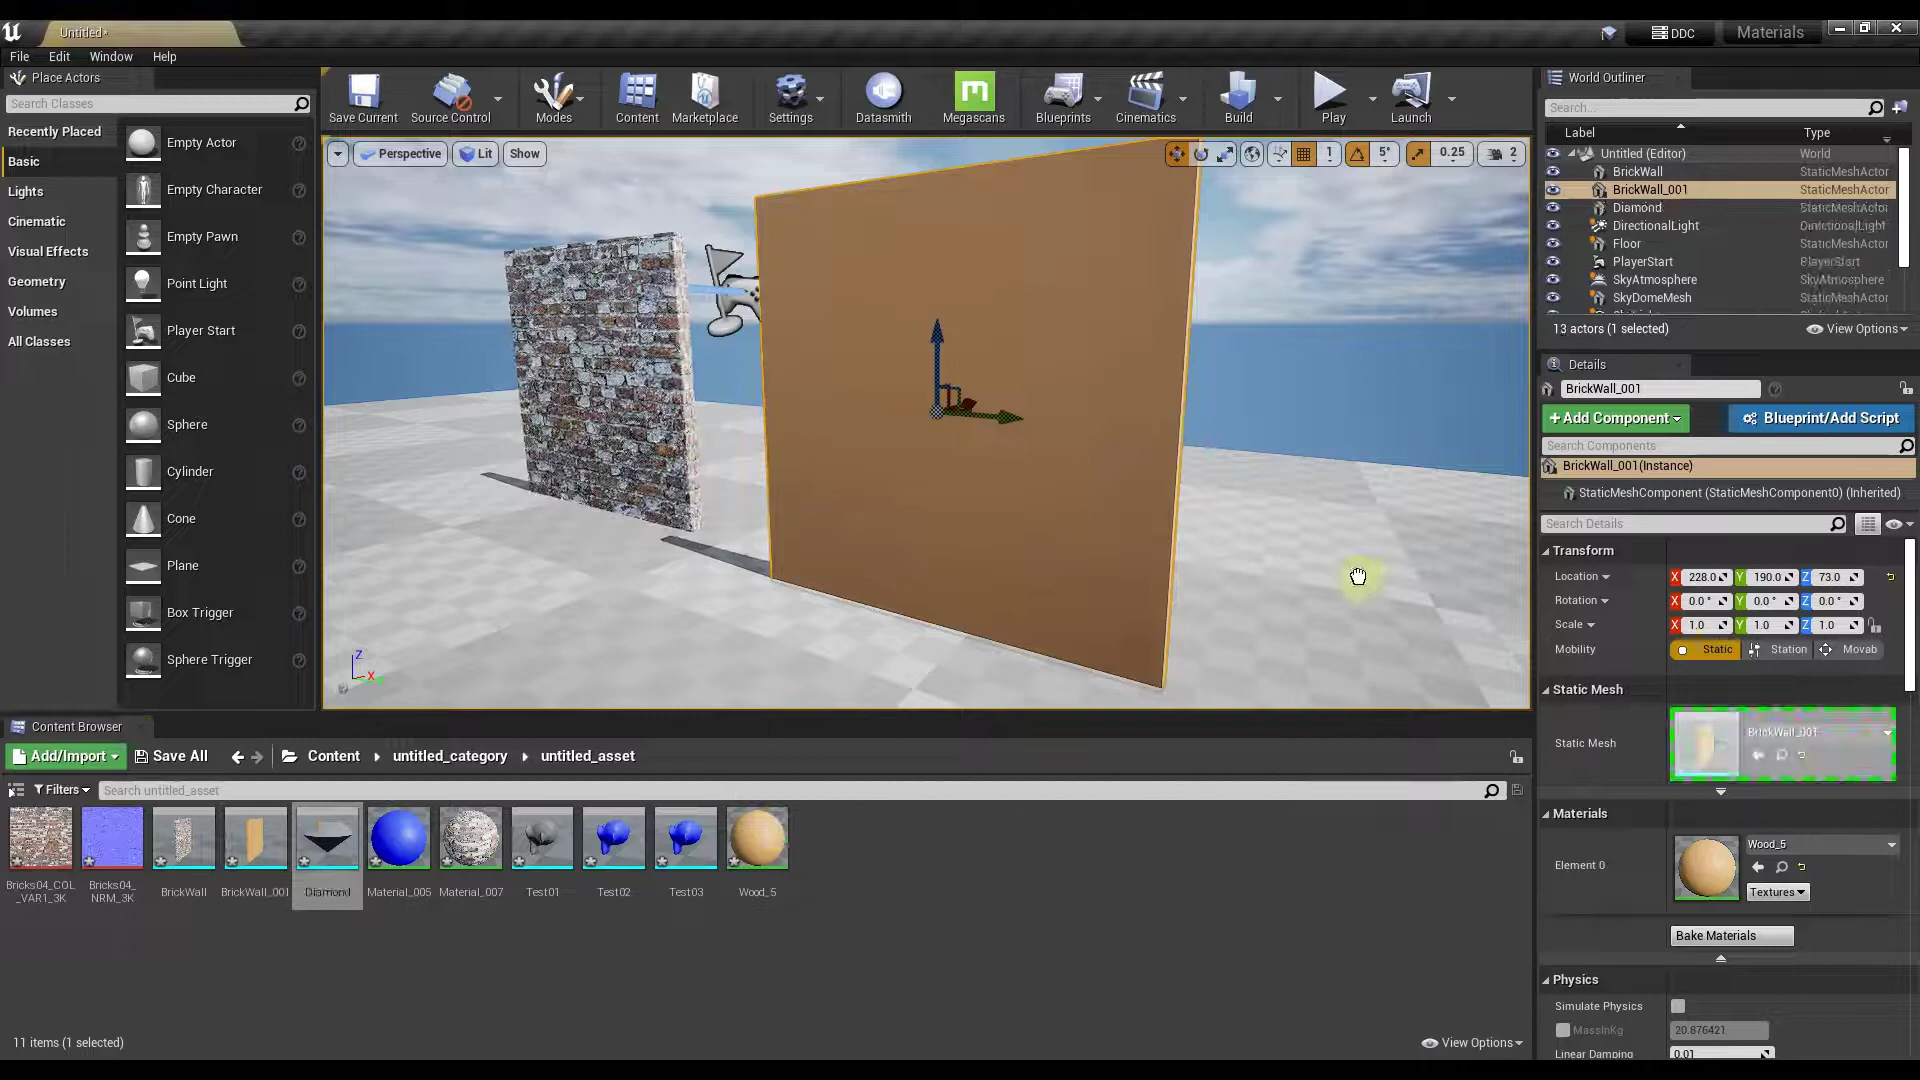 Untitled*
DDC
Materials
File Edit Window Help
Place Actors
Search Classes
Recently Placed
Basic
Lights
Cinematic
Visual Effects
Geometry
Volumes
All Classes
Empty Actor
Empty Character
Empty Pawn
Point Light
Player Start
Cube
Sphere
Cylinder
Cone
Plane
Box Trigger
Sphere Trigger
Save Current
Source Control
Modes
Content
Marketplace
Settings
Datasmith
Megascans
Blueprints
Cinematics
Build
Play
Launch
Perspective Lit Show
1 5° 0.25 2
Z
X
World Outliner
Search...
Label Type
Untitled (Editor) World
BrickWall StaticMeshActor
BrickWall_001 StaticMeshActor
Diamond StaticMeshActor
DirectionalLight DirectionalLight
Floor StaticMeshActor
PlayerStart PlayerStart
SkyAtmosphere SkyAtmosphere
SkyDomeMesh StaticMeshActor
13 actors (1 selected) View Options
Details
BrickWall_001
+Add Component Blueprint/Add Script
Search Components
BrickWall_001(Instance)
StaticMeshComponent (StaticMeshComponent0) (Inherited)
Search Details
Transform
Location X 228.0 Y 190.0 Z 73.0
Rotation X 0.0° Y 0.0° Z 0.0°
Scale X 1.0 Y 1.0 Z 1.0
Mobility Static Station Movab
Static Mesh
Static Mesh BrickWall_001
Materials
Element 0 Wood_5
Textures
Bake Materials
Physics
Simulate Physics
MassInKg 20.876421
Linear Damping 0.01
Content Browser
Add/Import Save All Content untitled_category untitled_asset
Filters Search untitled_asset
Bricks04_COL_VAR1_3K
Bricks04_NRM_3K
BrickWall
BrickWall_001
Diamond
Material_005
Material_007
Test01
Test02
Test03
Wood_5
11 items (1 selected) View Options